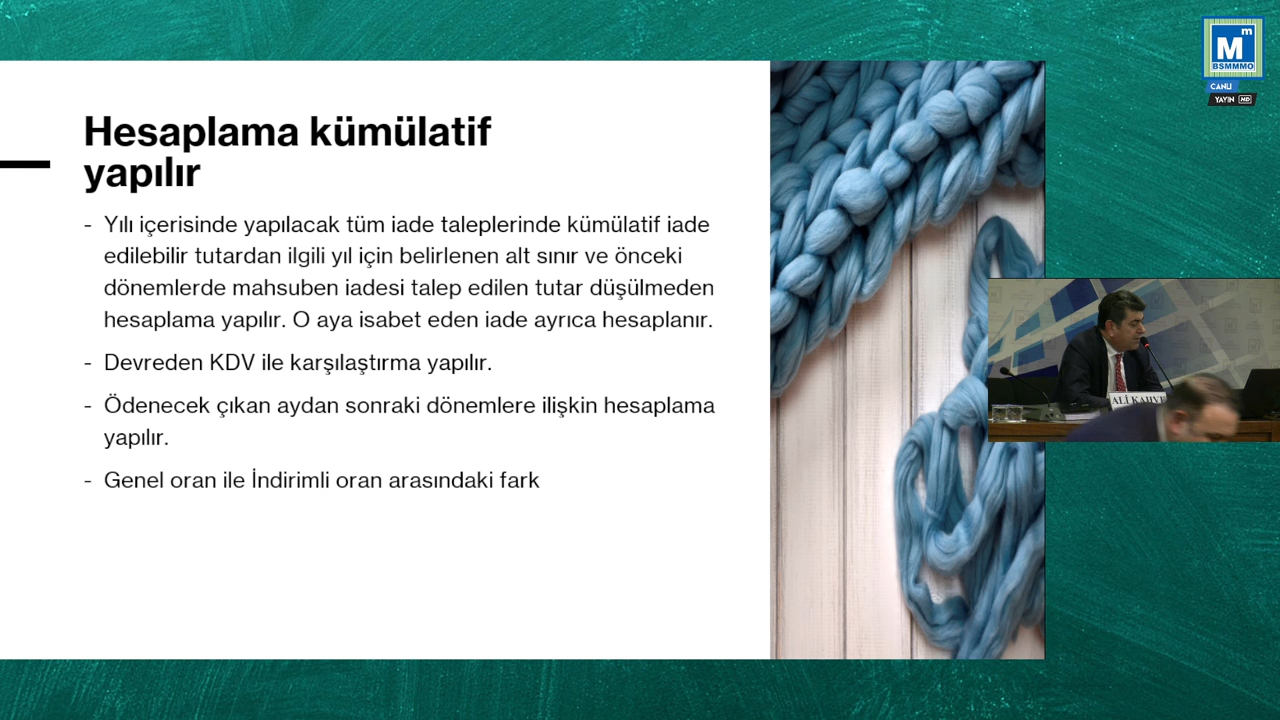 Mm
BSMMMO
CANLI
YAYIN HD
Hesaplama kümülatif
yapılır
- Yılı içerisinde yapılacak tüm iade taleplerinde kümülatif iade
edilebilir tutardan ilgili yıl için belirlenen alt sınır ve önceki
dönemlerde mahsuben iadesi talep edilen tutar düşülmeden
hesaplama yapılır. O aya isabet eden iade ayrıca hesaplanır.
- Devreden KDV ile karşılaştırma yapılır.
- Ödenecek çıkan aydan sonraki dönemlere ilişkin hesaplama
yapılır.
- Genel oran ile İndirimli oran arasındaki fark
ALİ